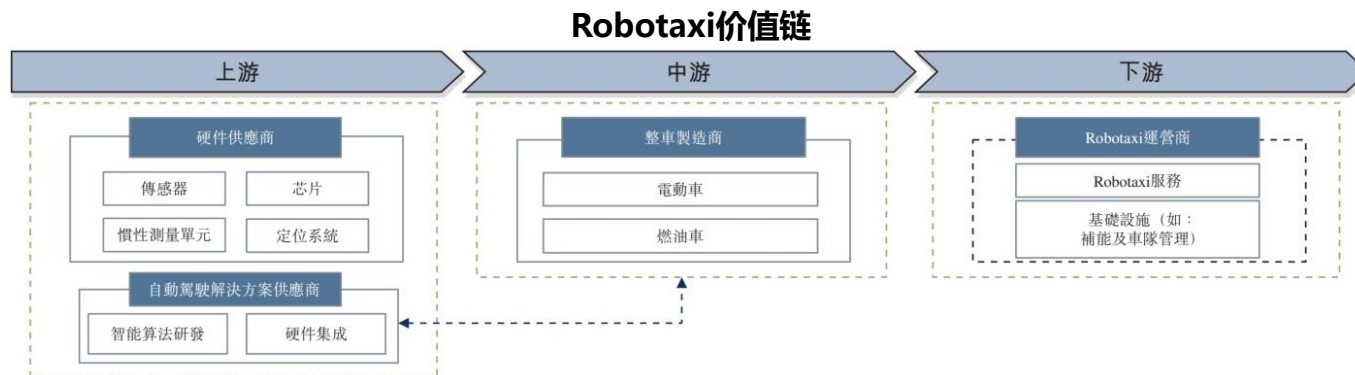 Robotaxi价值链
上游
中游
下游
硬件供應商
傳感器
芯片
慣性測量單元
定位系統
自動駕駛解決方案供應商
智能算法研發
硬件集成
整車製造商
電動車
燃油車
Robotaxi運營商
Robotaxi服務
基礎設施（如：
補能及車隊管理）